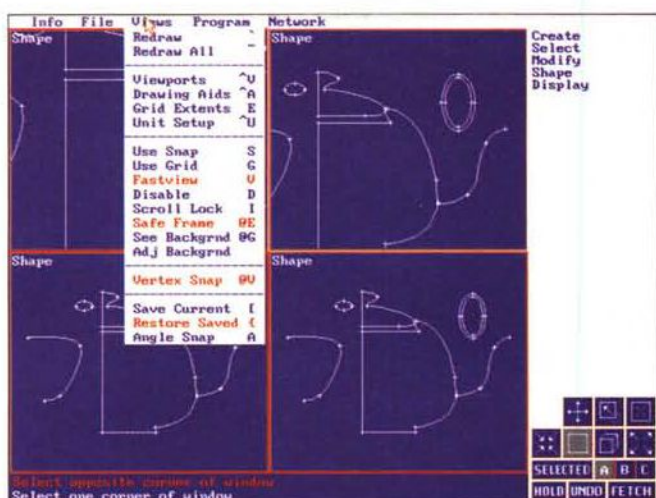 Info File Views Program Network
Shape
Redraw `
Redraw All ~
Viewports ^V
Drawing Aids ^A
Grid Extents E
Unit Setup ^U
Use Snap S
Use Grid G
Fastview V
Disable D
Scroll Lock I
Safe Frame @E
See Backgrnd @G
Adj Backgrnd
Vertex Snap @V
Save Current [
Restore Saved {
Angle Snap A
Shape
Create
Select
Modify
Shape
Display
Shape
Shape
SELECTED A B C
HOLD UNDO FETCH
Select opposite corner of window
Select one corner of window